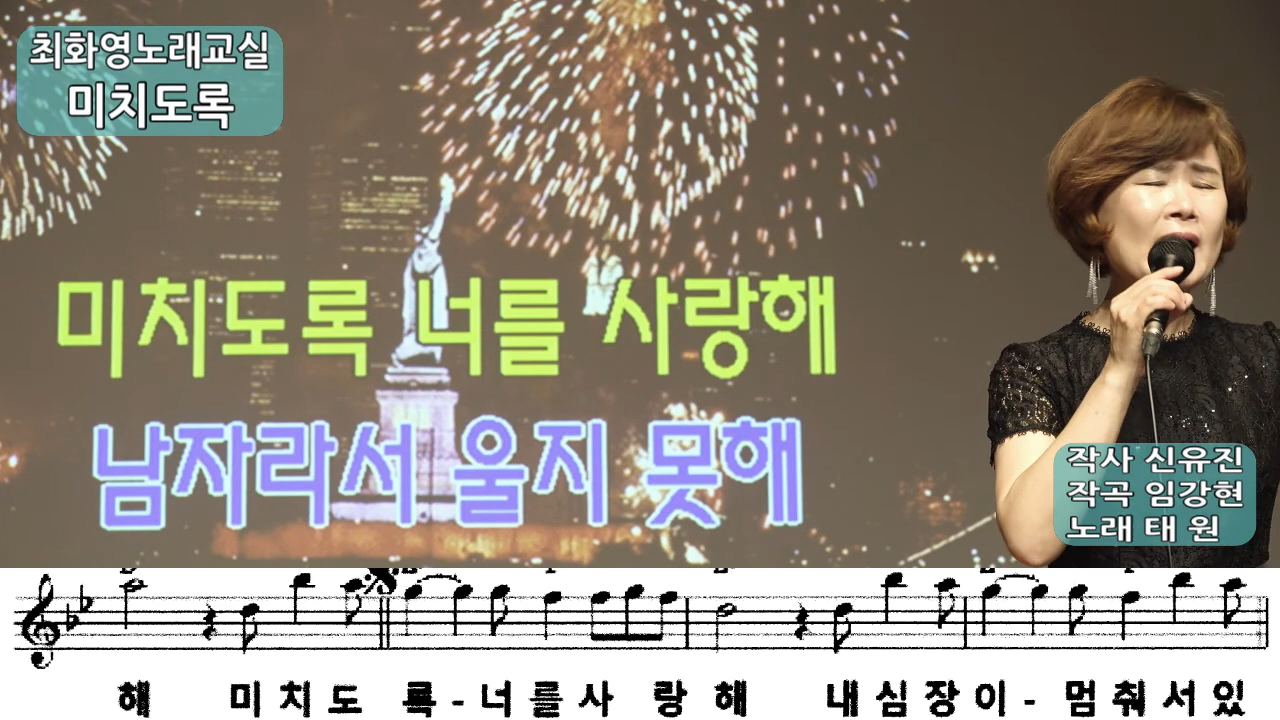 최화영노래교실
미치도록
미치도록 너를 사랑해
남자라서 울지 못해
작사 신유진
작곡 임강현
노래 태 원
해 미 치 도 록 - 너 를 사 랑 해 내 심 장 이 - 멈 춰 서 있